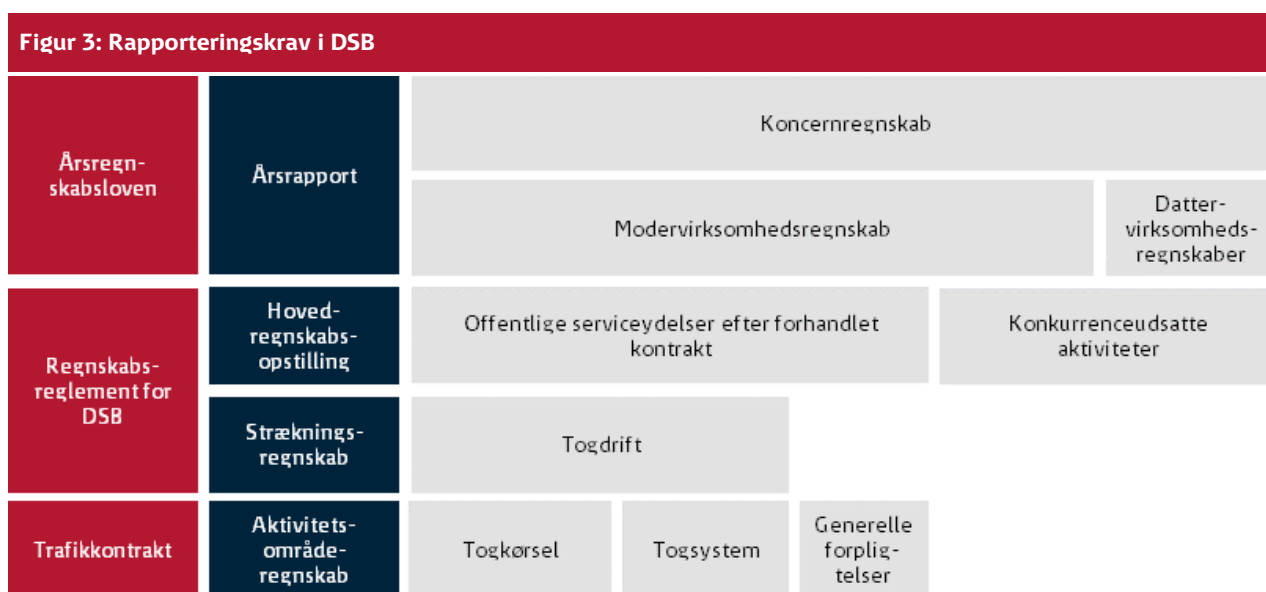 Figur 3: Rapporteringskrav i DSB
Årsregn-
skabsloven
Årsrapport
Koncernregnskab
Modervirksomhedsregnskab
Datter-
virksomheds-
regnskaber
Regnskabs-
reglement for
DSB
Hoved-
regnskabs-
opstilling
Offentlige serviceydelser efter forhandlet
kontrakt
Konkurrenceudsatte
aktiviteter
Stræknings-
regnskab
Togdrift
Trafikkontrakt
Aktivitets-
område-
regnskab
Togkørsel
Togsystem
Generelle
forplig-
telser